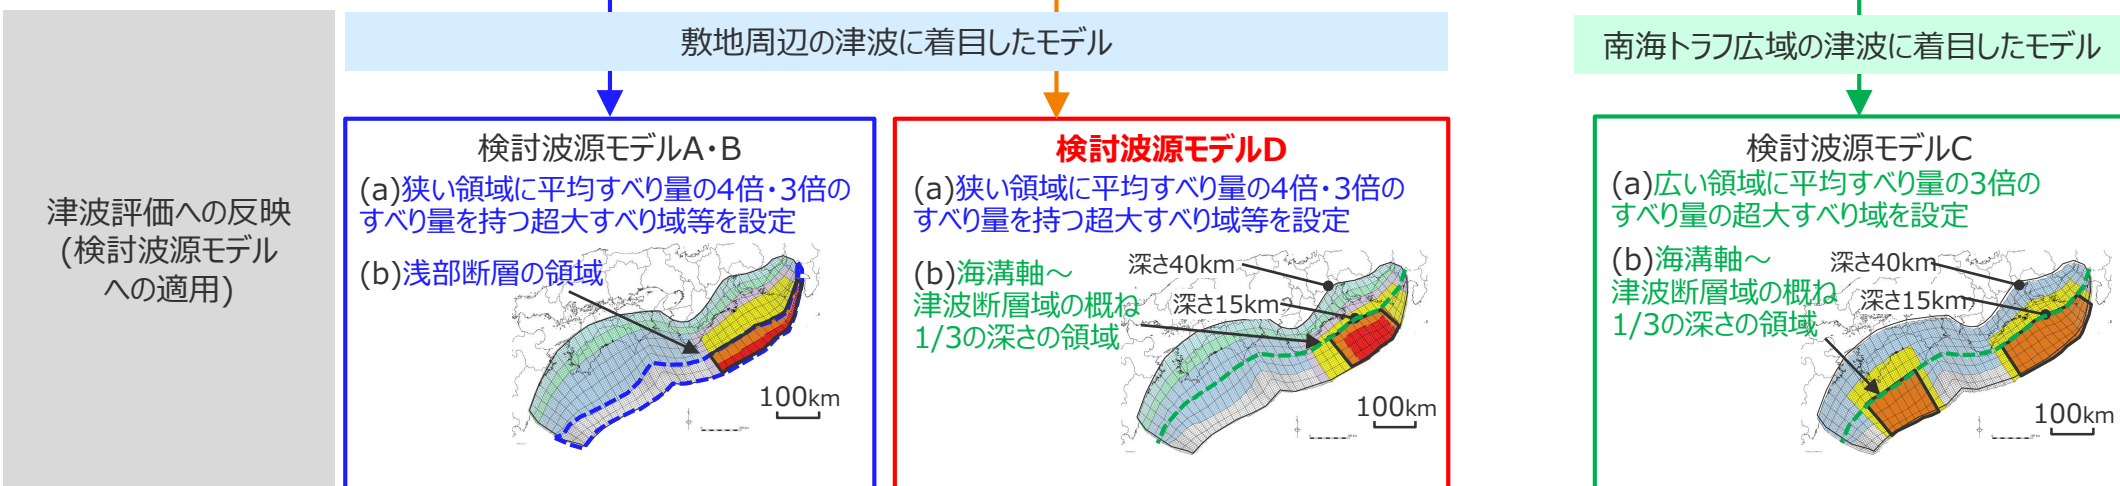 敷地周辺の津波に着目したモデル
南海トラフ広域の津波に着目したモデル
津波評価への反映
(検討波源モデル
への適用)
検討波源モデルA・B
(a)狭い領域に平均すべり量の4倍・3倍の
すべり量を持つ超大すべり域等を設定
(b)浅部断層の領域
100km
検討波源モデルD
(a)狭い領域に平均すべり量の4倍・3倍の
すべり量を持つ超大すべり域等を設定
(b)海溝軸～
津波断層域の概ね
1/3の深さの領域
深さ40km
深さ15km
100km
検討波源モデルC
(a)広い領域に平均すべり量の3倍の
すべり量の超大すべり域を設定
(b)海溝軸～
津波断層域の概ね
1/3の深さの領域
深さ40km
深さ15km
100km